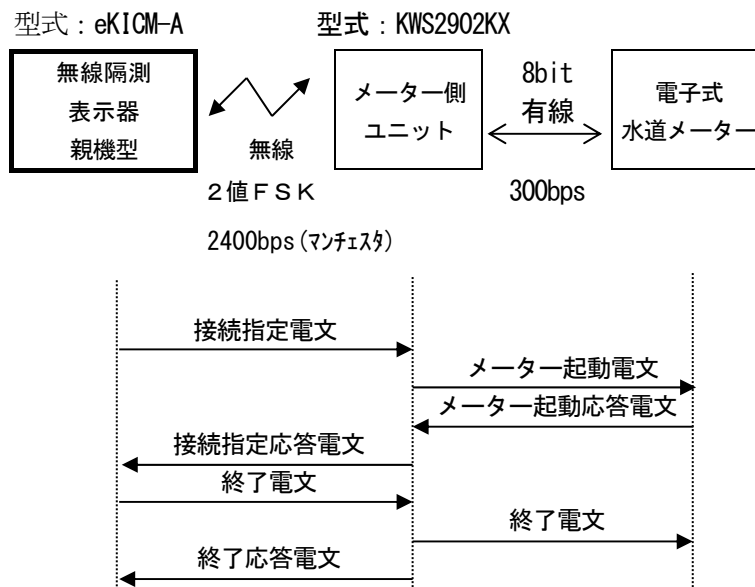 型式:eKICM-A
型式:KWS2902KX
無線隔測
表示器
親機型
無線
2値FSK
2400bps(マンチェスタ)
メーター側
ユニット
8bit
有線
300bps
電子式
水道メーター
接続指定電文
メーター起動電文
メーター起動応答電文
接続指定応答電文
終了電文
終了電文
終了応答電文